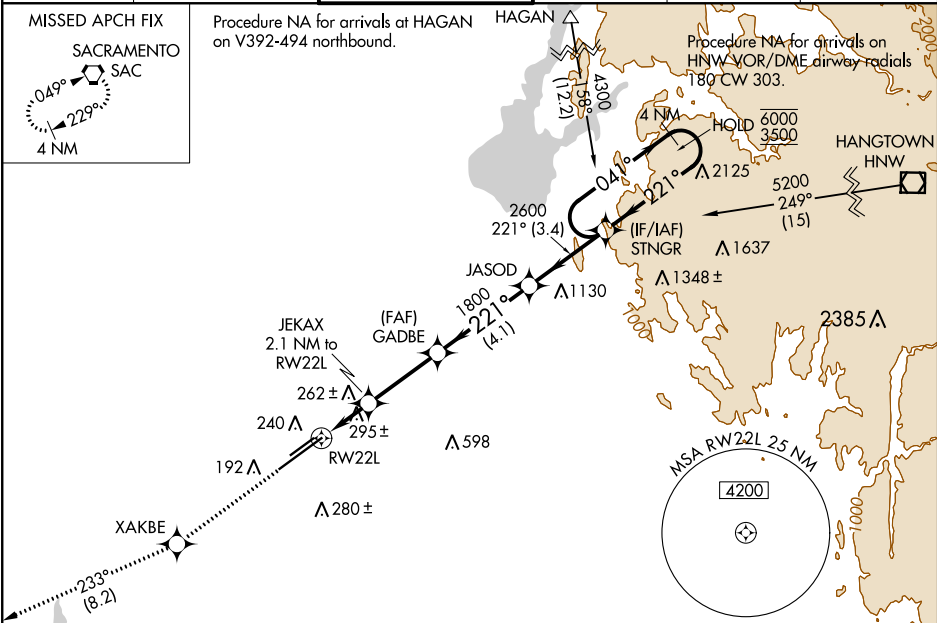 MISSED APCH FIX
SACRAMENTO
SAC
049°
229°
4 NM
Procedure NA for arrivals at HAGAN
on V392-494 northbound.
HAGAN
4300
158°
(12.2)
Procedure NA for arrivals on
HNW VOR/DME airway radials
180 CW 303.
2000
4 NM
HOLD
6000
3500
HANGTOWN
HNW
041°
221°
2125
5200
249°
(15)
2600
221° (3.4)
(IF/IAF)
STNGR
1637
JASOD
1130
1348 ±
1000
2385
1800
221°
(4.1)
(FAF)
GADBE
JEKAX
2.1 NM to
RW22L
262 ±
240
295 ±
598
RW22L
192
280 ±
MSA RW22L 25 NM
4200
1000
XAKBE
233°
(8.2)